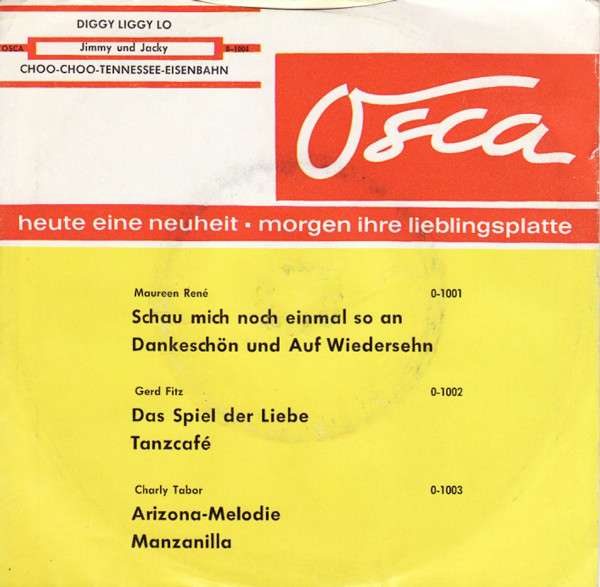 DIGGY LIGGY LO
OSCA Jimmy und Jacky 0-1004
CHOO-CHOO-TENNESSEE-EISENBAHN
Osca
heute eine neuheit • morgen ihre lieblingsplatte
Maureen René 0-1001
Schau mich noch einmal so an
Dankeschön und Auf Wiedersehn
Gerd Fitz 0-1002
Das Spiel der Liebe
Tanzcafé
Charly Tabor 0-1003
Arizona-Melodie
Manzanilla